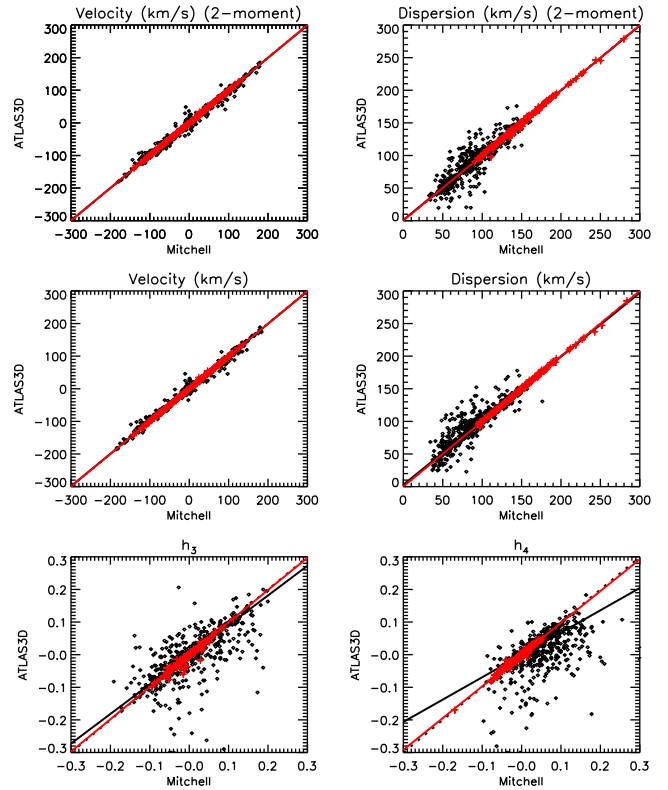 Velocity (km/s) (2-moment)
300
200
100
0
-100
-200
-300
ATLAS3D
-300 -200 -100 0 100 200 300
Mitchell
Dispersion (km/s) (2-moment)
300
250
200
150
100
50
0
ATLAS3D
0 50 100 150 200 250 300
Mitchell
Velocity (km/s)
300
200
100
0
-100
-200
-300
ATLAS3D
-300 -200 -100 0 100 200 300
Mitchell
Dispersion (km/s)
300
250
200
150
100
50
0
ATLAS3D
0 50 100 150 200 250 300
Mitchell
h3
0.3
0.2
0.1
-0.0
-0.1
-0.2
-0.3
ATLAS3D
-0.3 -0.2 -0.1 -0.0 0.1 0.2 0.3
Mitchell
h4
0.3
0.2
0.1
-0.0
-0.1
-0.2
-0.3
ATLAS3D
-0.3 -0.2 -0.1 -0.0 0.1 0.2 0.3
Mitchell